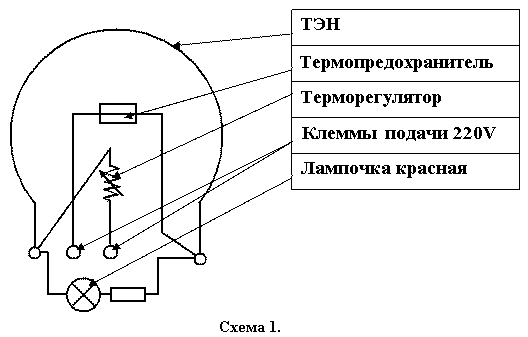 ТЭН
Термопредохранитель
Терморегулятор
Клеммы подачи 220V
Лампочка красная
Схема 1.